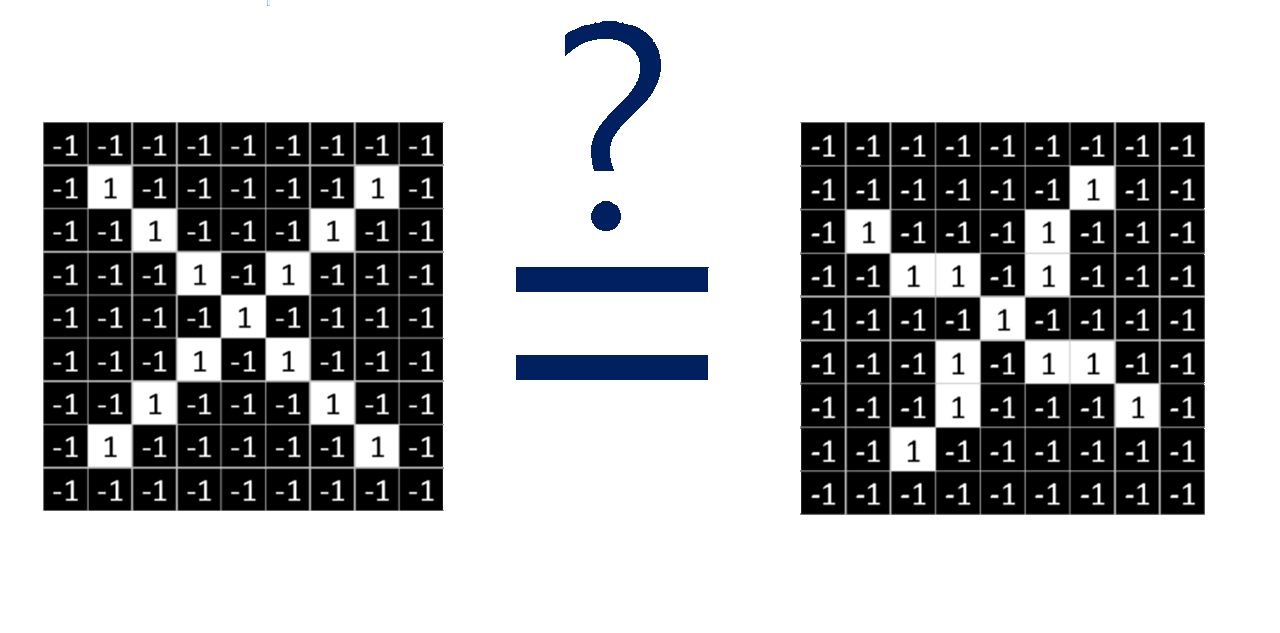 -1 -1 -1 -1 -1 -1 -1 -1 -1
-1 1 -1 -1 -1 -1 -1 1 -1
-1 -1 1 -1 -1 -1 1 -1 -1
-1 -1 -1 1 -1 1 -1 -1 -1
-1 -1 -1 -1 1 -1 -1 -1 -1
-1 -1 -1 1 -1 1 -1 -1 -1
-1 -1 1 -1 -1 -1 1 -1 -1
-1 1 -1 -1 -1 -1 -1 1 -1
-1 -1 -1 -1 -1 -1 -1 -1 -1
?
=
-1 -1 -1 -1 -1 -1 -1 -1 -1
-1 -1 -1 -1 -1 -1 1 -1 -1
-1 1 -1 -1 -1 1 -1 -1 -1
-1 -1 1 1 -1 1 -1 -1 -1
-1 -1 -1 -1 1 -1 -1 -1 -1
-1 -1 -1 1 -1 1 1 -1 -1
-1 -1 -1 1 -1 -1 -1 1 -1
-1 -1 1 -1 -1 -1 -1 -1 -1
-1 -1 -1 -1 -1 -1 -1 -1 -1